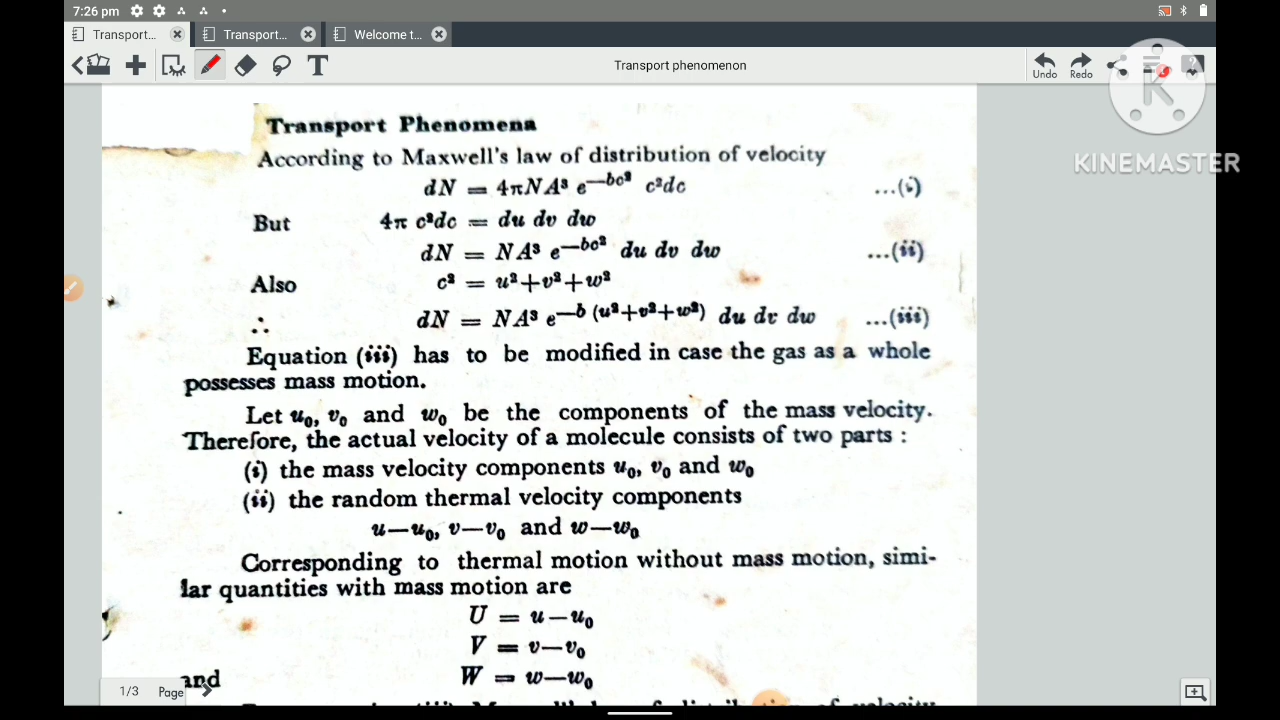 7:26 pm
Transport...
Transport...
Welcome t...
T
Transport phenomenon
Undo
Redo
K
KINEMASTER
Transport Phenomena
According to Maxwell's law of distribution of velocity
dN = 4πNA³ e^—bc² c²dc ...(i)
But 4π c²dc = du dv dw
dN = NA³ e^—bc² du dv dw ...(ii)
Also c² = u²+v²+w²
∴ dN = NA³ e^—b (u²+v²+w²) du dv dw ...(iii)
Equation (iii) has to be modified in case the gas as a whole
possesses mass motion.
Let u₀, v₀ and w₀ be the components of the mass velocity.
Therefore, the actual velocity of a molecule consists of two parts :
(i) the mass velocity components u₀, v₀ and w₀
(ii) the random thermal velocity components
u—u₀, v—v₀ and w—w₀
Corresponding to thermal motion without mass motion, simi-
lar quantities with mass motion are
U = u—u₀
V = v—v₀
and W = w—w₀
1/3 Page